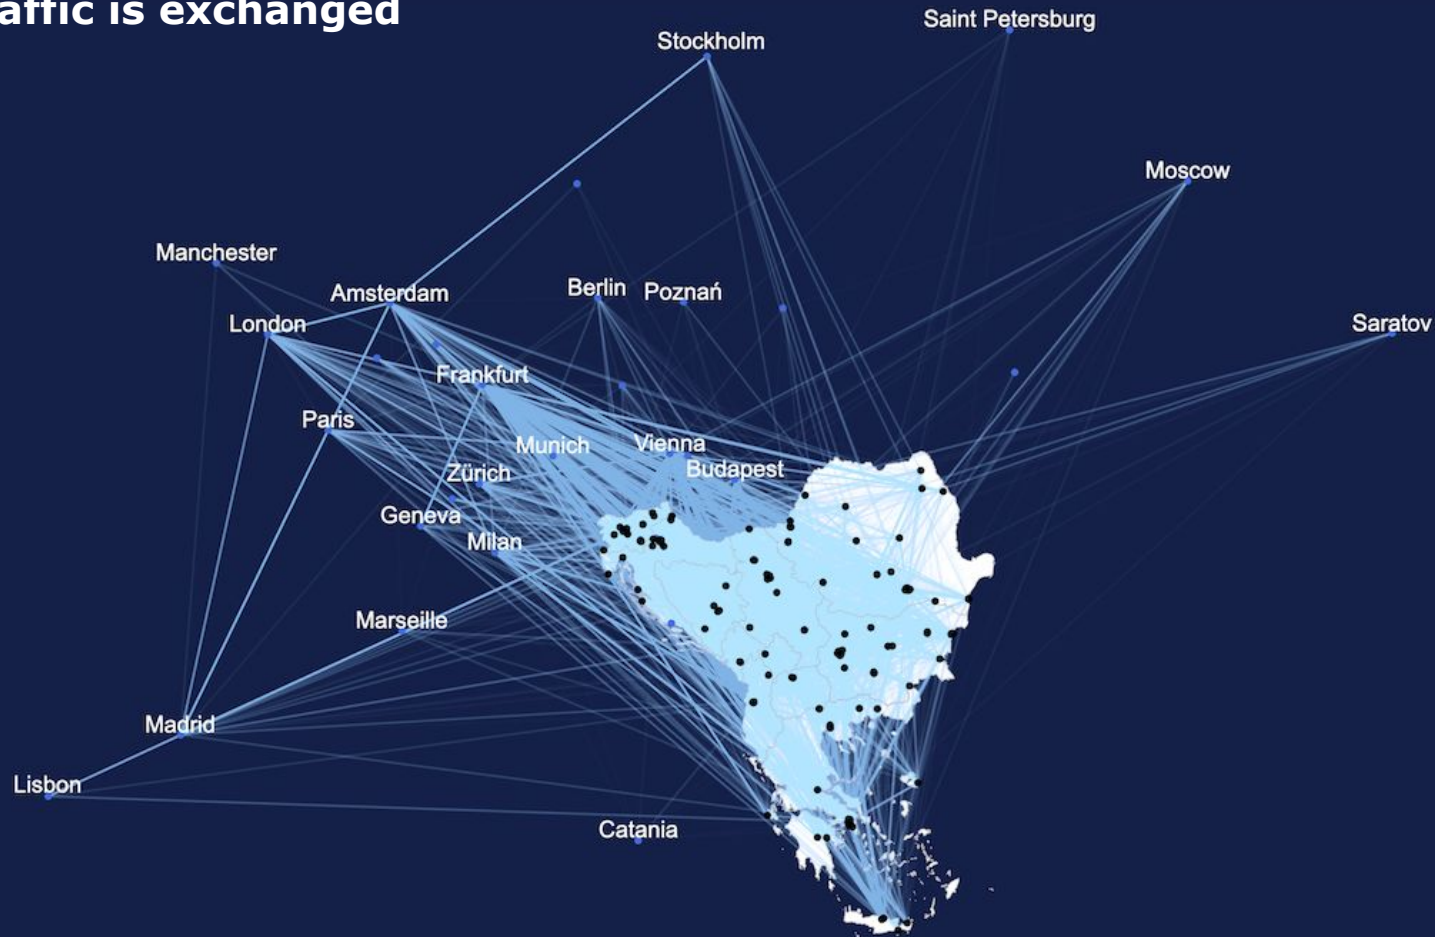 affic is exchanged
Saint Petersburg
Stockholm
Moscow
Manchester
Amsterdam
Berlin
Poznań
London
Saratov
Frankfurt
Paris
Munich
Vienna
Zürich
Budapest
Geneva
Milan
Marseille
Madrid
Lisbon
Catania